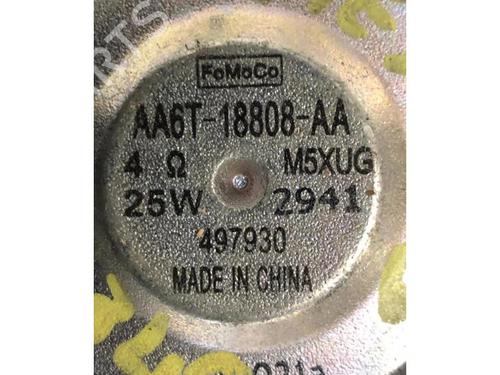 FoMoCo
AA6T-18808-AA
4 Ω M5XUG
25W 2941
497930
MADE IN CHINA